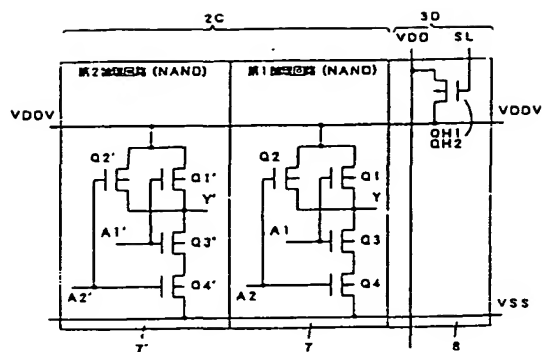 2C 3D
VDD SL
第2論理回路 (NAND) 第1論理回路 (NAND)
VDDV VDDV
QH1
QH2
Q2' Q1' Q2 Q1
Y' Y
A1' Q3' A1 Q3
A2' Q4' A2 Q4
VSS
7' 7 8